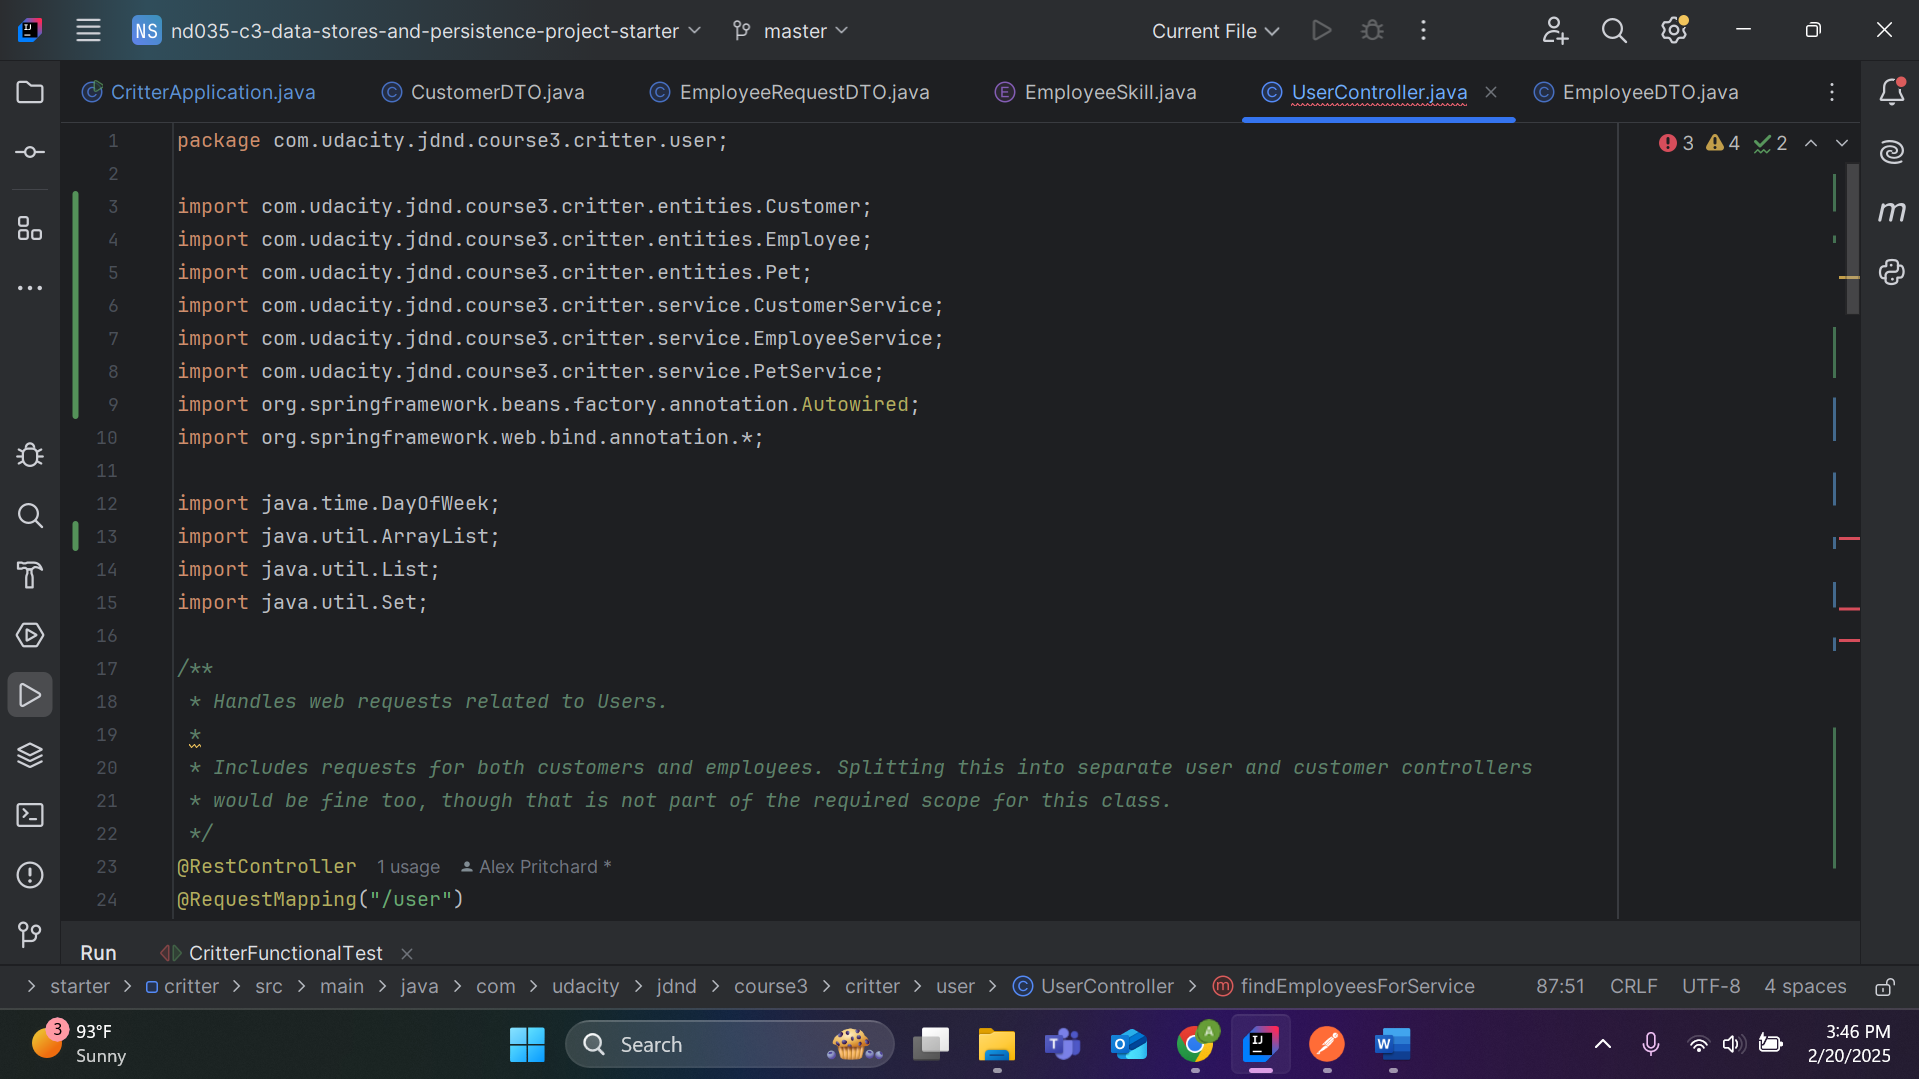 NS nd035-c3-data-stores-and-persistence-project-starter master Current File
CritterApplication.java CustomerDTO.java EmployeeRequestDTO.java EmployeeSkill.java UserController.java EmployeeDTO.java
3 4 2
1 package com.udacity.jdnd.course3.critter.user;
2
3 import com.udacity.jdnd.course3.critter.entities.Customer;
4 import com.udacity.jdnd.course3.critter.entities.Employee;
5 import com.udacity.jdnd.course3.critter.entities.Pet;
6 import com.udacity.jdnd.course3.critter.service.CustomerService;
7 import com.udacity.jdnd.course3.critter.service.EmployeeService;
8 import com.udacity.jdnd.course3.critter.service.PetService;
9 import org.springframework.beans.factory.annotation.Autowired;
10 import org.springframework.web.bind.annotation.*;
11
12 import java.time.DayOfWeek;
13 import java.util.ArrayList;
14 import java.util.List;
15 import java.util.Set;
16
17 /**
18 * Handles web requests related to Users.
19 *
20 * Includes requests for both customers and employees. Splitting this into separate user and customer controllers
21 * would be fine too, though that is not part of the required scope for this class.
22 */
23 @RestController 1 usage Alex Pritchard *
24 @RequestMapping("/user")
Run CritterFunctionalTest
starter critter src main java com udacity jdnd course3 critter user UserController findEmployeesForService 87:51 CRLF UTF-8 4 spaces
3 93°F
Sunny
Search
3:46 PM
2/20/2025